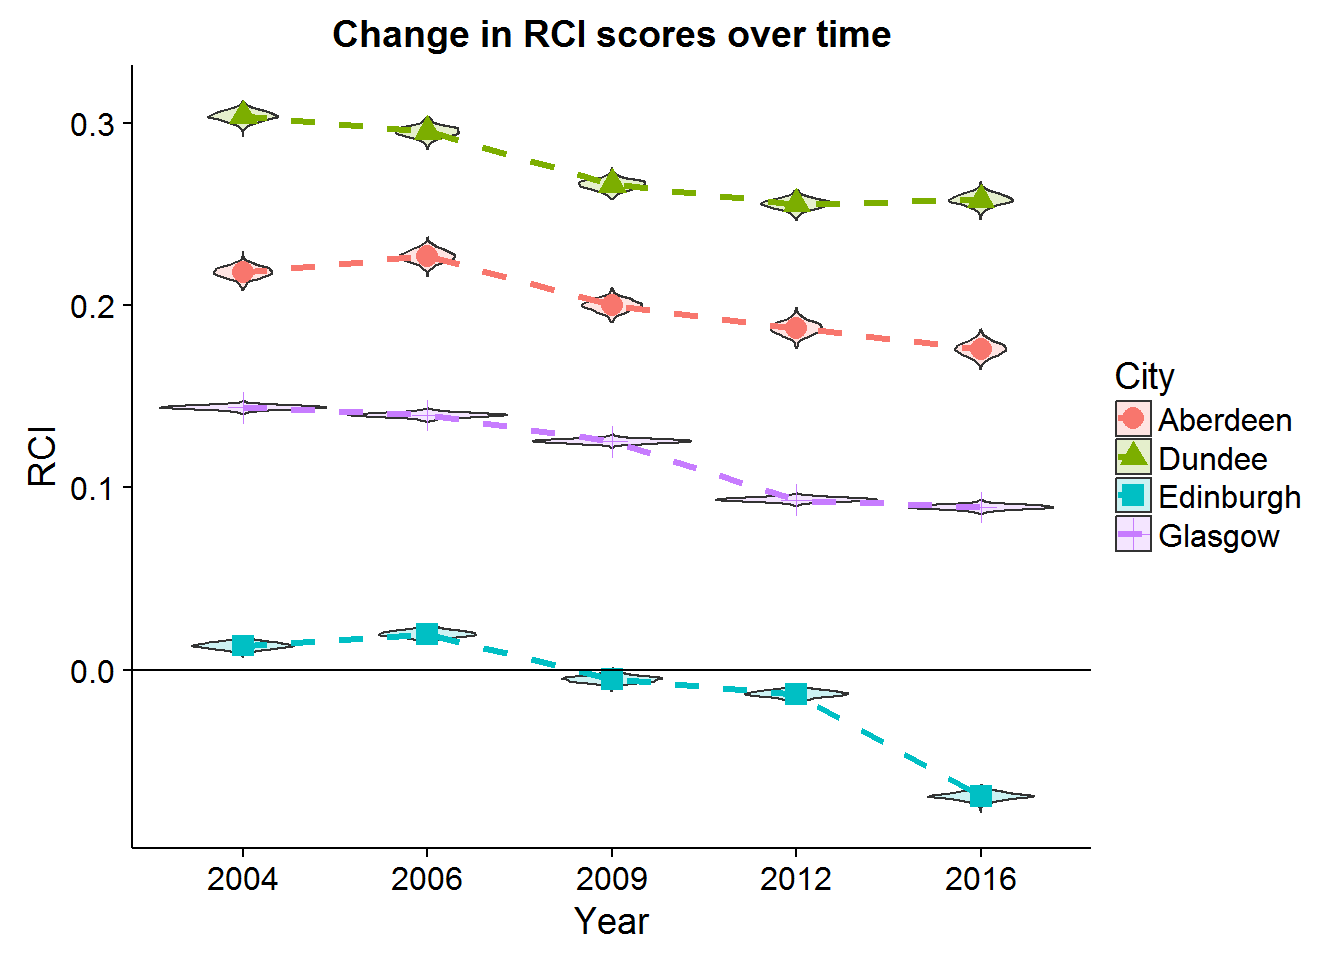 Change in RCI scores over time
RCI
0.3
0.2
0.1
0.0
2004 2006 2009 2012 2016
Year
City
Aberdeen
Dundee
Edinburgh
Glasgow